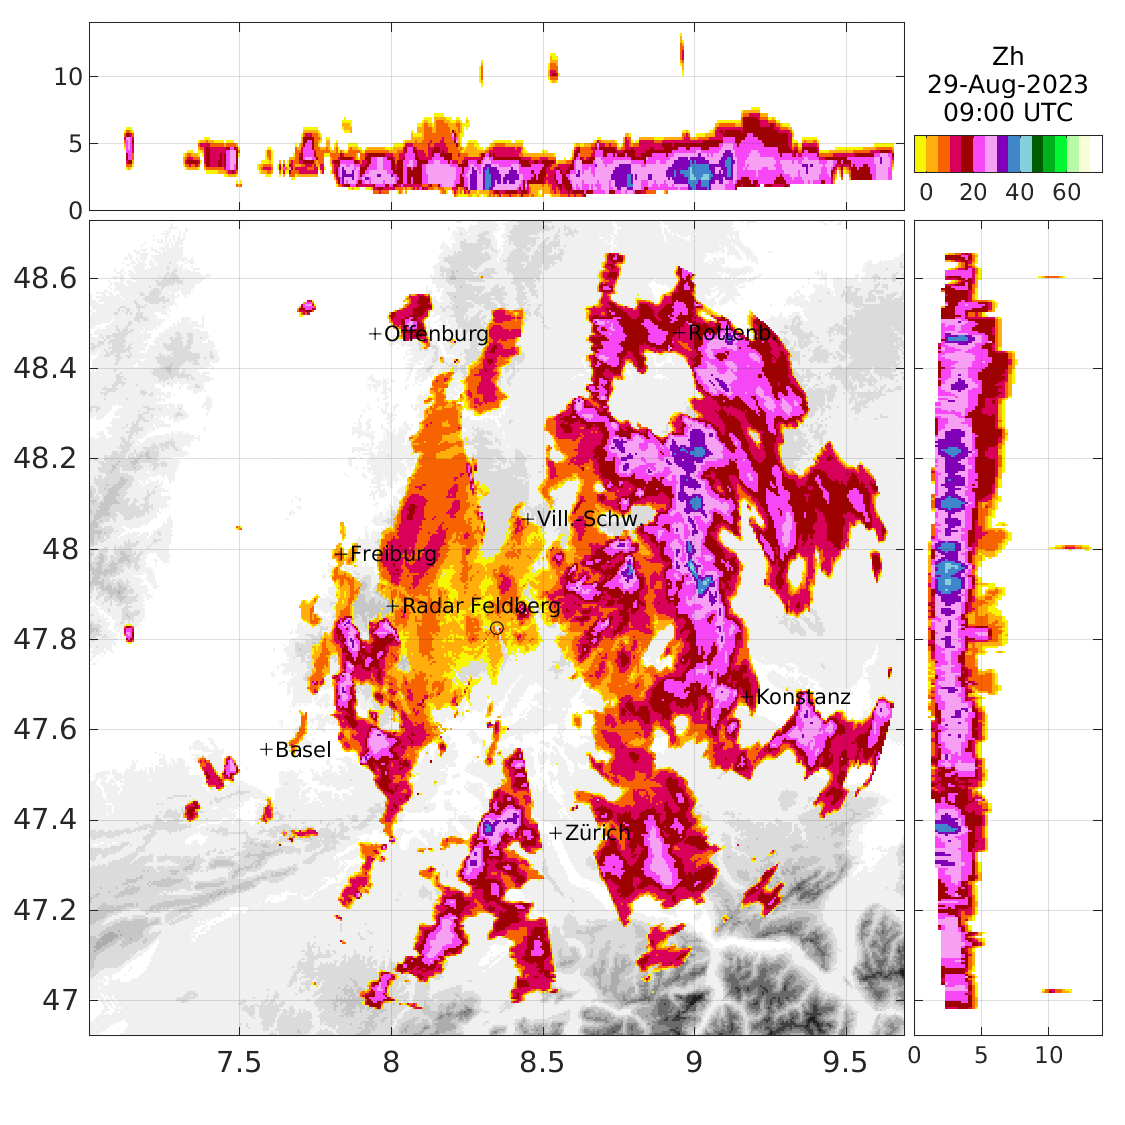 10
5
0
Zh
29-Aug-2023
09:00 UTC
0 20 40 60
48.6
48.4
48.2
48
47.8
47.6
47.4
47.2
47
+Offenburg
+Rottenb.
+Vill.-Schw.
+Freiburg
+Radar Feldberg
+Konstanz
+Basel
+Zürich
7.5 8 8.5 9 9.5
0 5 10